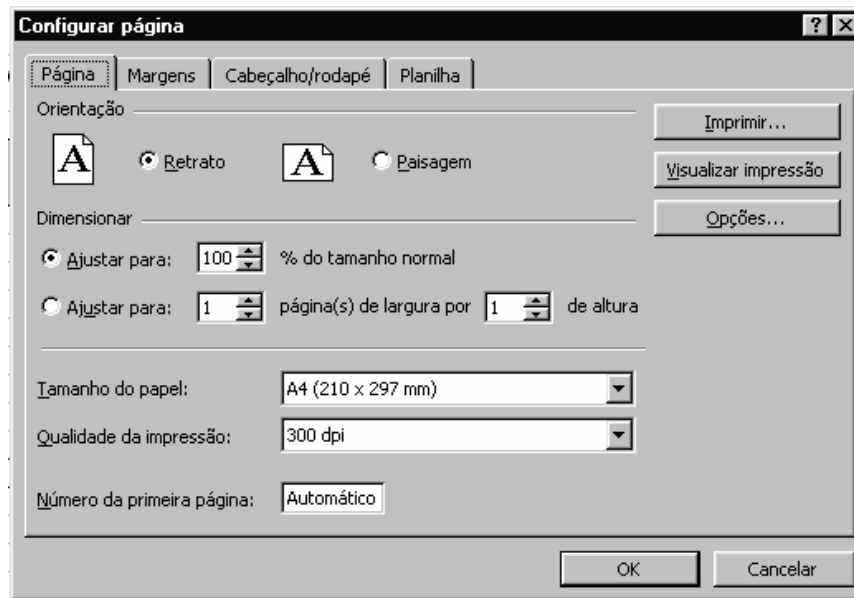 Configurar página
Página Margens Cabeçalho/rodapé Planilha
Orientação
A Retrato A Paisagem
Imprimir...
Visualizar impressão
Opções...
Dimensionar
Ajustar para: 100 % do tamanho normal
Ajustar para: 1 página(s) de largura por 1 de altura
Tamanho do papel: A4 (210 x 297 mm)
Qualidade da impressão: 300 dpi
Número da primeira página: Automático
OK Cancelar